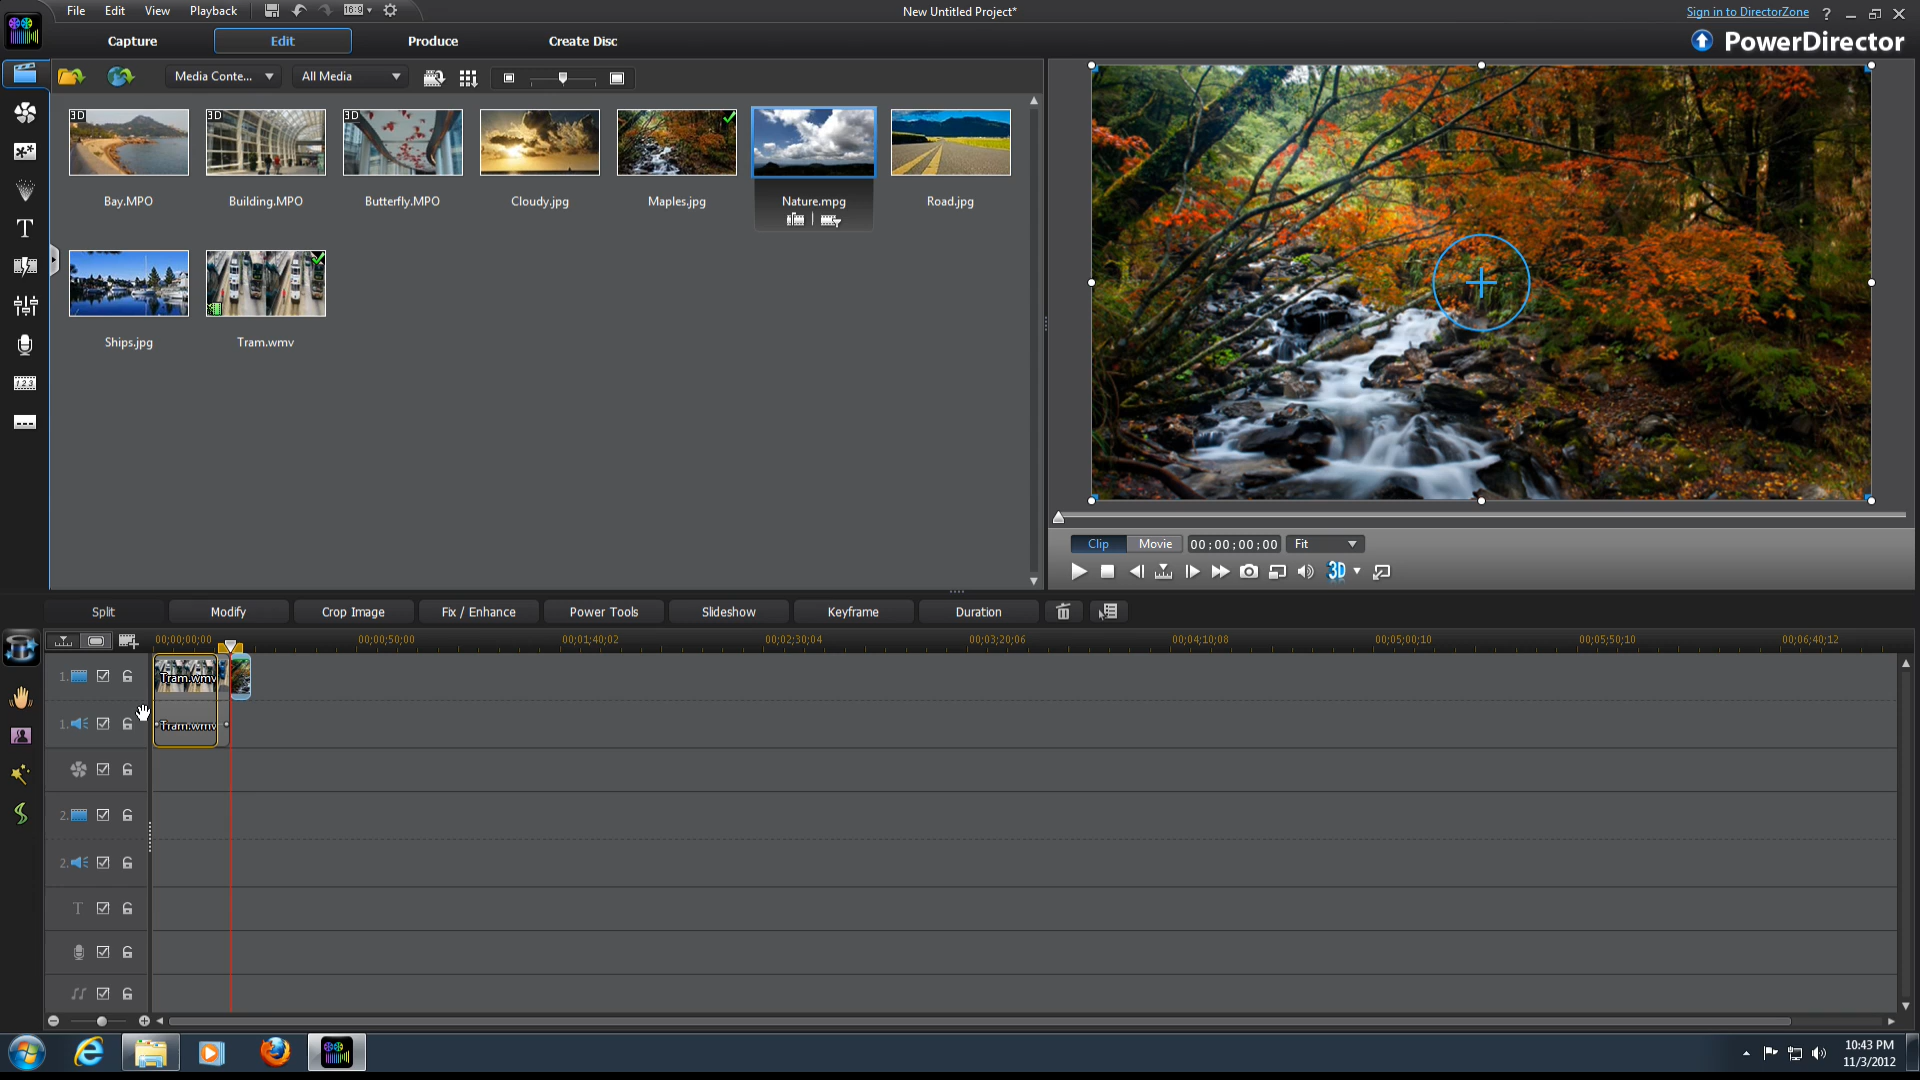 File Edit View Playback 16:9 New Untitled Project* Sign in to DirectorZone ?
Capture Edit Produce Create Disc PowerDirector
Media Conte... All Media
3D 3D 3D
Bay.MPO Building.MPO Butterfly.MPO Cloudy.jpg Maples.jpg Nature.mpg Road.jpg
T
Ships.jpg Tram.wmv
1 2 3
Clip Movie 00;00;00;00 Fit
3D
Split Modify Crop Image Fix / Enhance Power Tools Slideshow Keyframe Duration
00;00;00;00 00;00;50;00 00;01;40;02 00;02;30;04 00;03;20;06 00;04;10;08 00;05;00;10 00;05;50;10 00;06;40;12
1. Tram.wmv
1. Tram.wmv
2.
2.
T
10:43 PM
11/3/2012